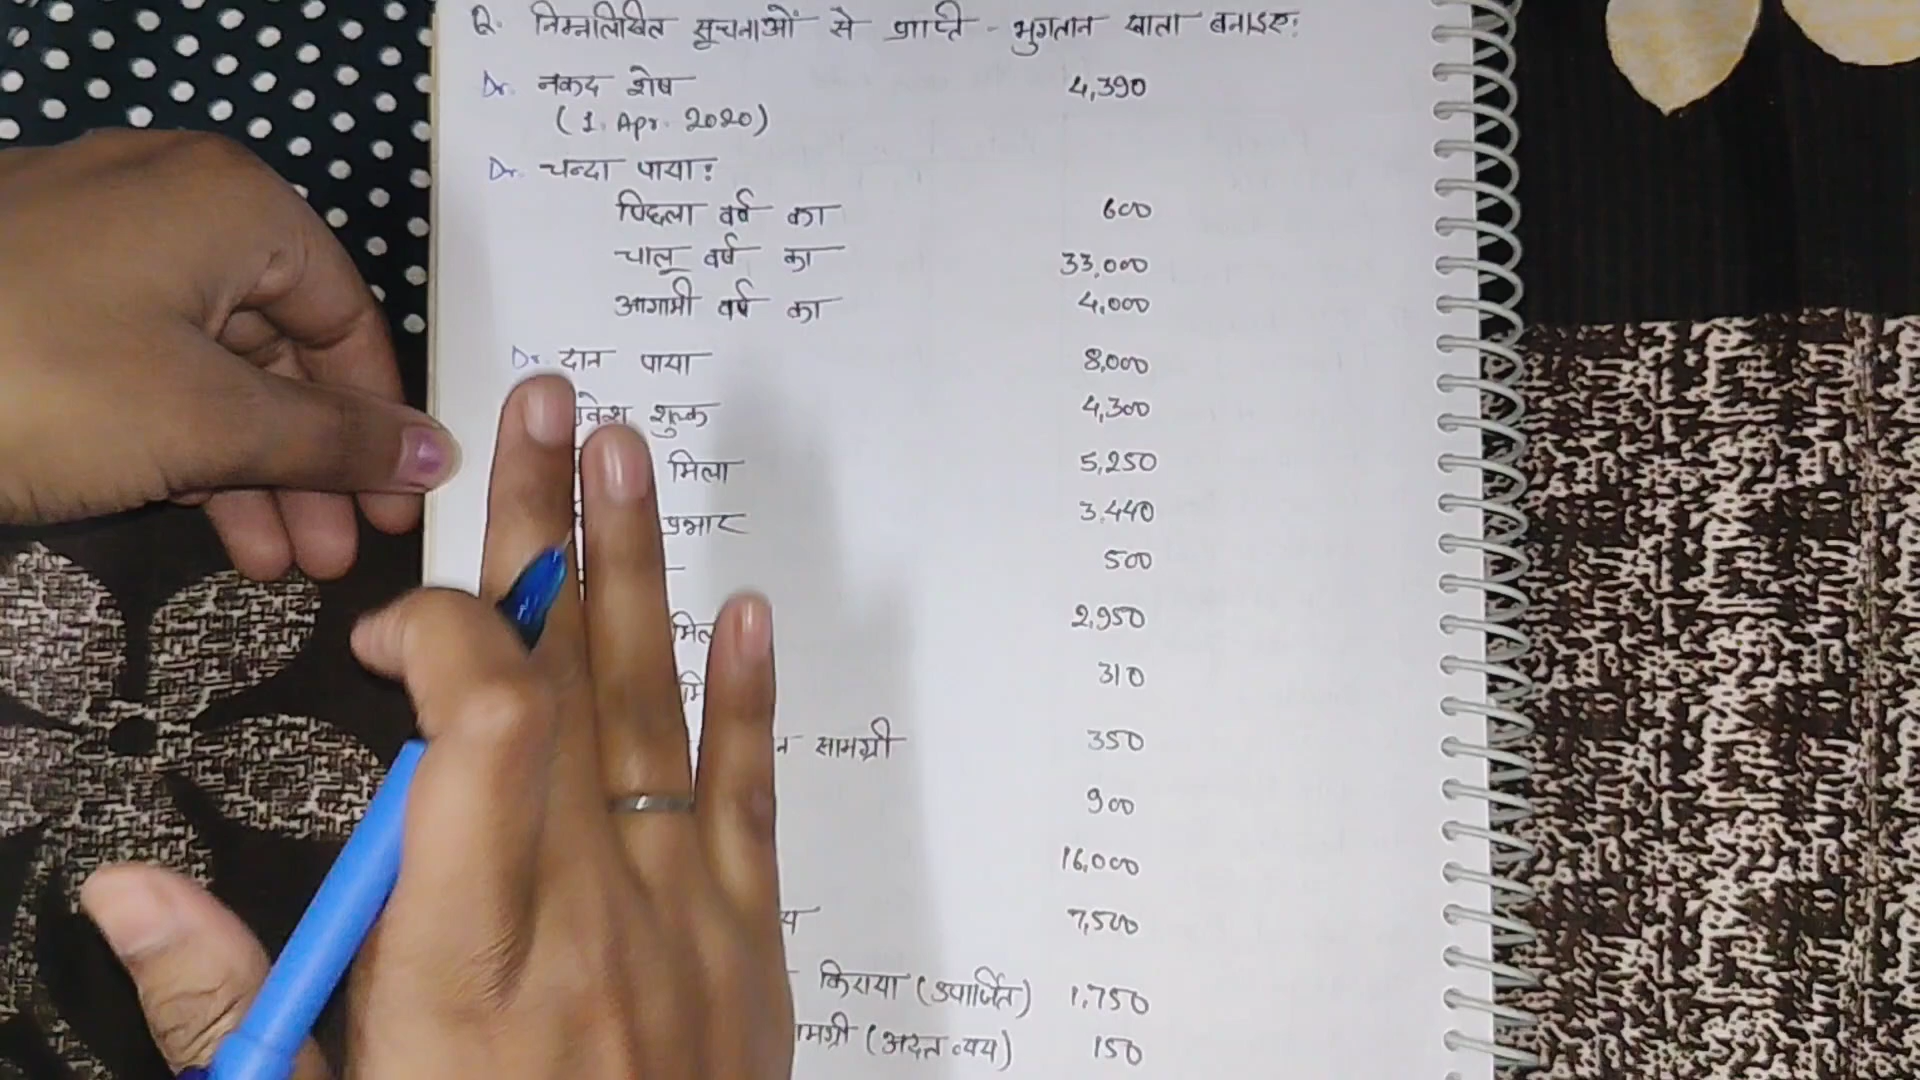 Q. निम्नलिखित सूचनाओं से प्राप्ति - भुगतान खाता बनाइए:
Dr. नकद शेष 4,390
(1. Apr. 2020)
Dr. चन्दा पाया:
पिछला वर्ष का 600
चालू वर्ष का 33,000
आगामी वर्ष का 4,000
Dr. दान पाया 8,000
शुल्क 4,300
मिला 5,250
प्रभार 3,440
500
2,950
310
सामग्री 350
900
16,000
7,500
किराया (उपार्जित) 1,750
(अदत्त व्यय) 150